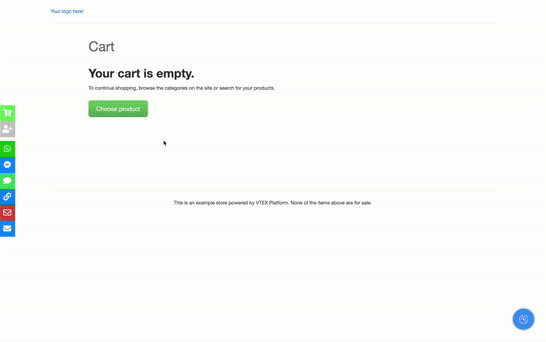 Your logo here!
Cart
Your cart is empty.
To continue shopping, browse the categories on the site or search for your products.
Choose product
This is an example store powered by VTEX Platform. None of the items above are for sale.